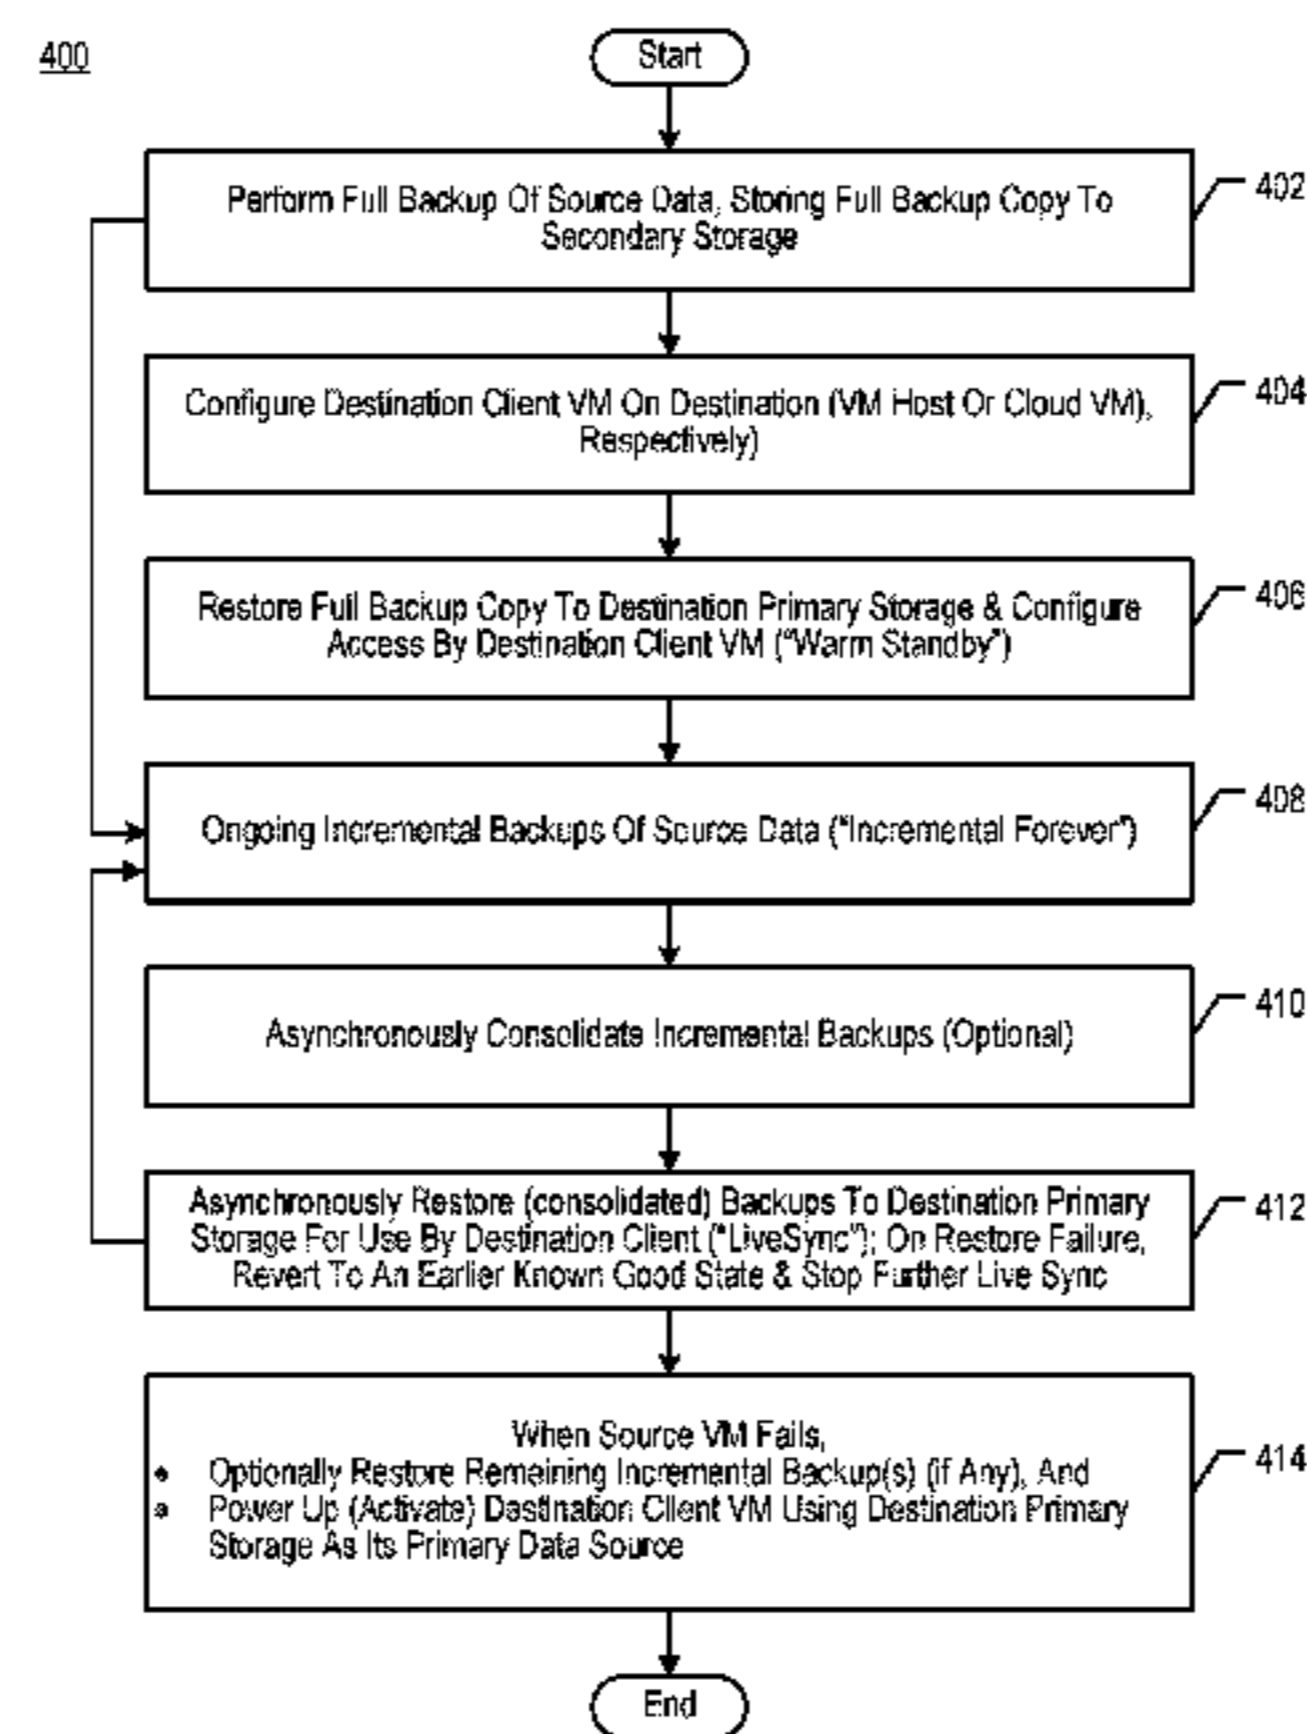 400
Start
Perform Full Backup Of Source Data, Storing Full Backup Copy To
Secondary Storage
402
Configure Destination Client VM On Destination (VM Host Or Cloud VM),
Respectively)
404
Restore Full Backup Copy To Destination Primary Storage & Configure
Access By Destination Client VM ("Warm Standby")
406
Ongoing Incremental Backups Of Source Data ("Incremental Forever")
408
Asynchronously Consolidate Incremental Backups (Optional)
410
Asynchronously Restore (consolidated) Backups To Destination Primary
Storage For Use By Destination Client ("LiveSync"); On Restore Failure,
Revert To An Earlier Known Good State & Stop Further Live Sync
412
When Source VM Fails,
• Optionally Restore Remaining Incremental Backup(s) (if Any), And
• Power Up (Activate) Destination Client VM Using Destination Primary
Storage As Its Primary Data Source
414
End